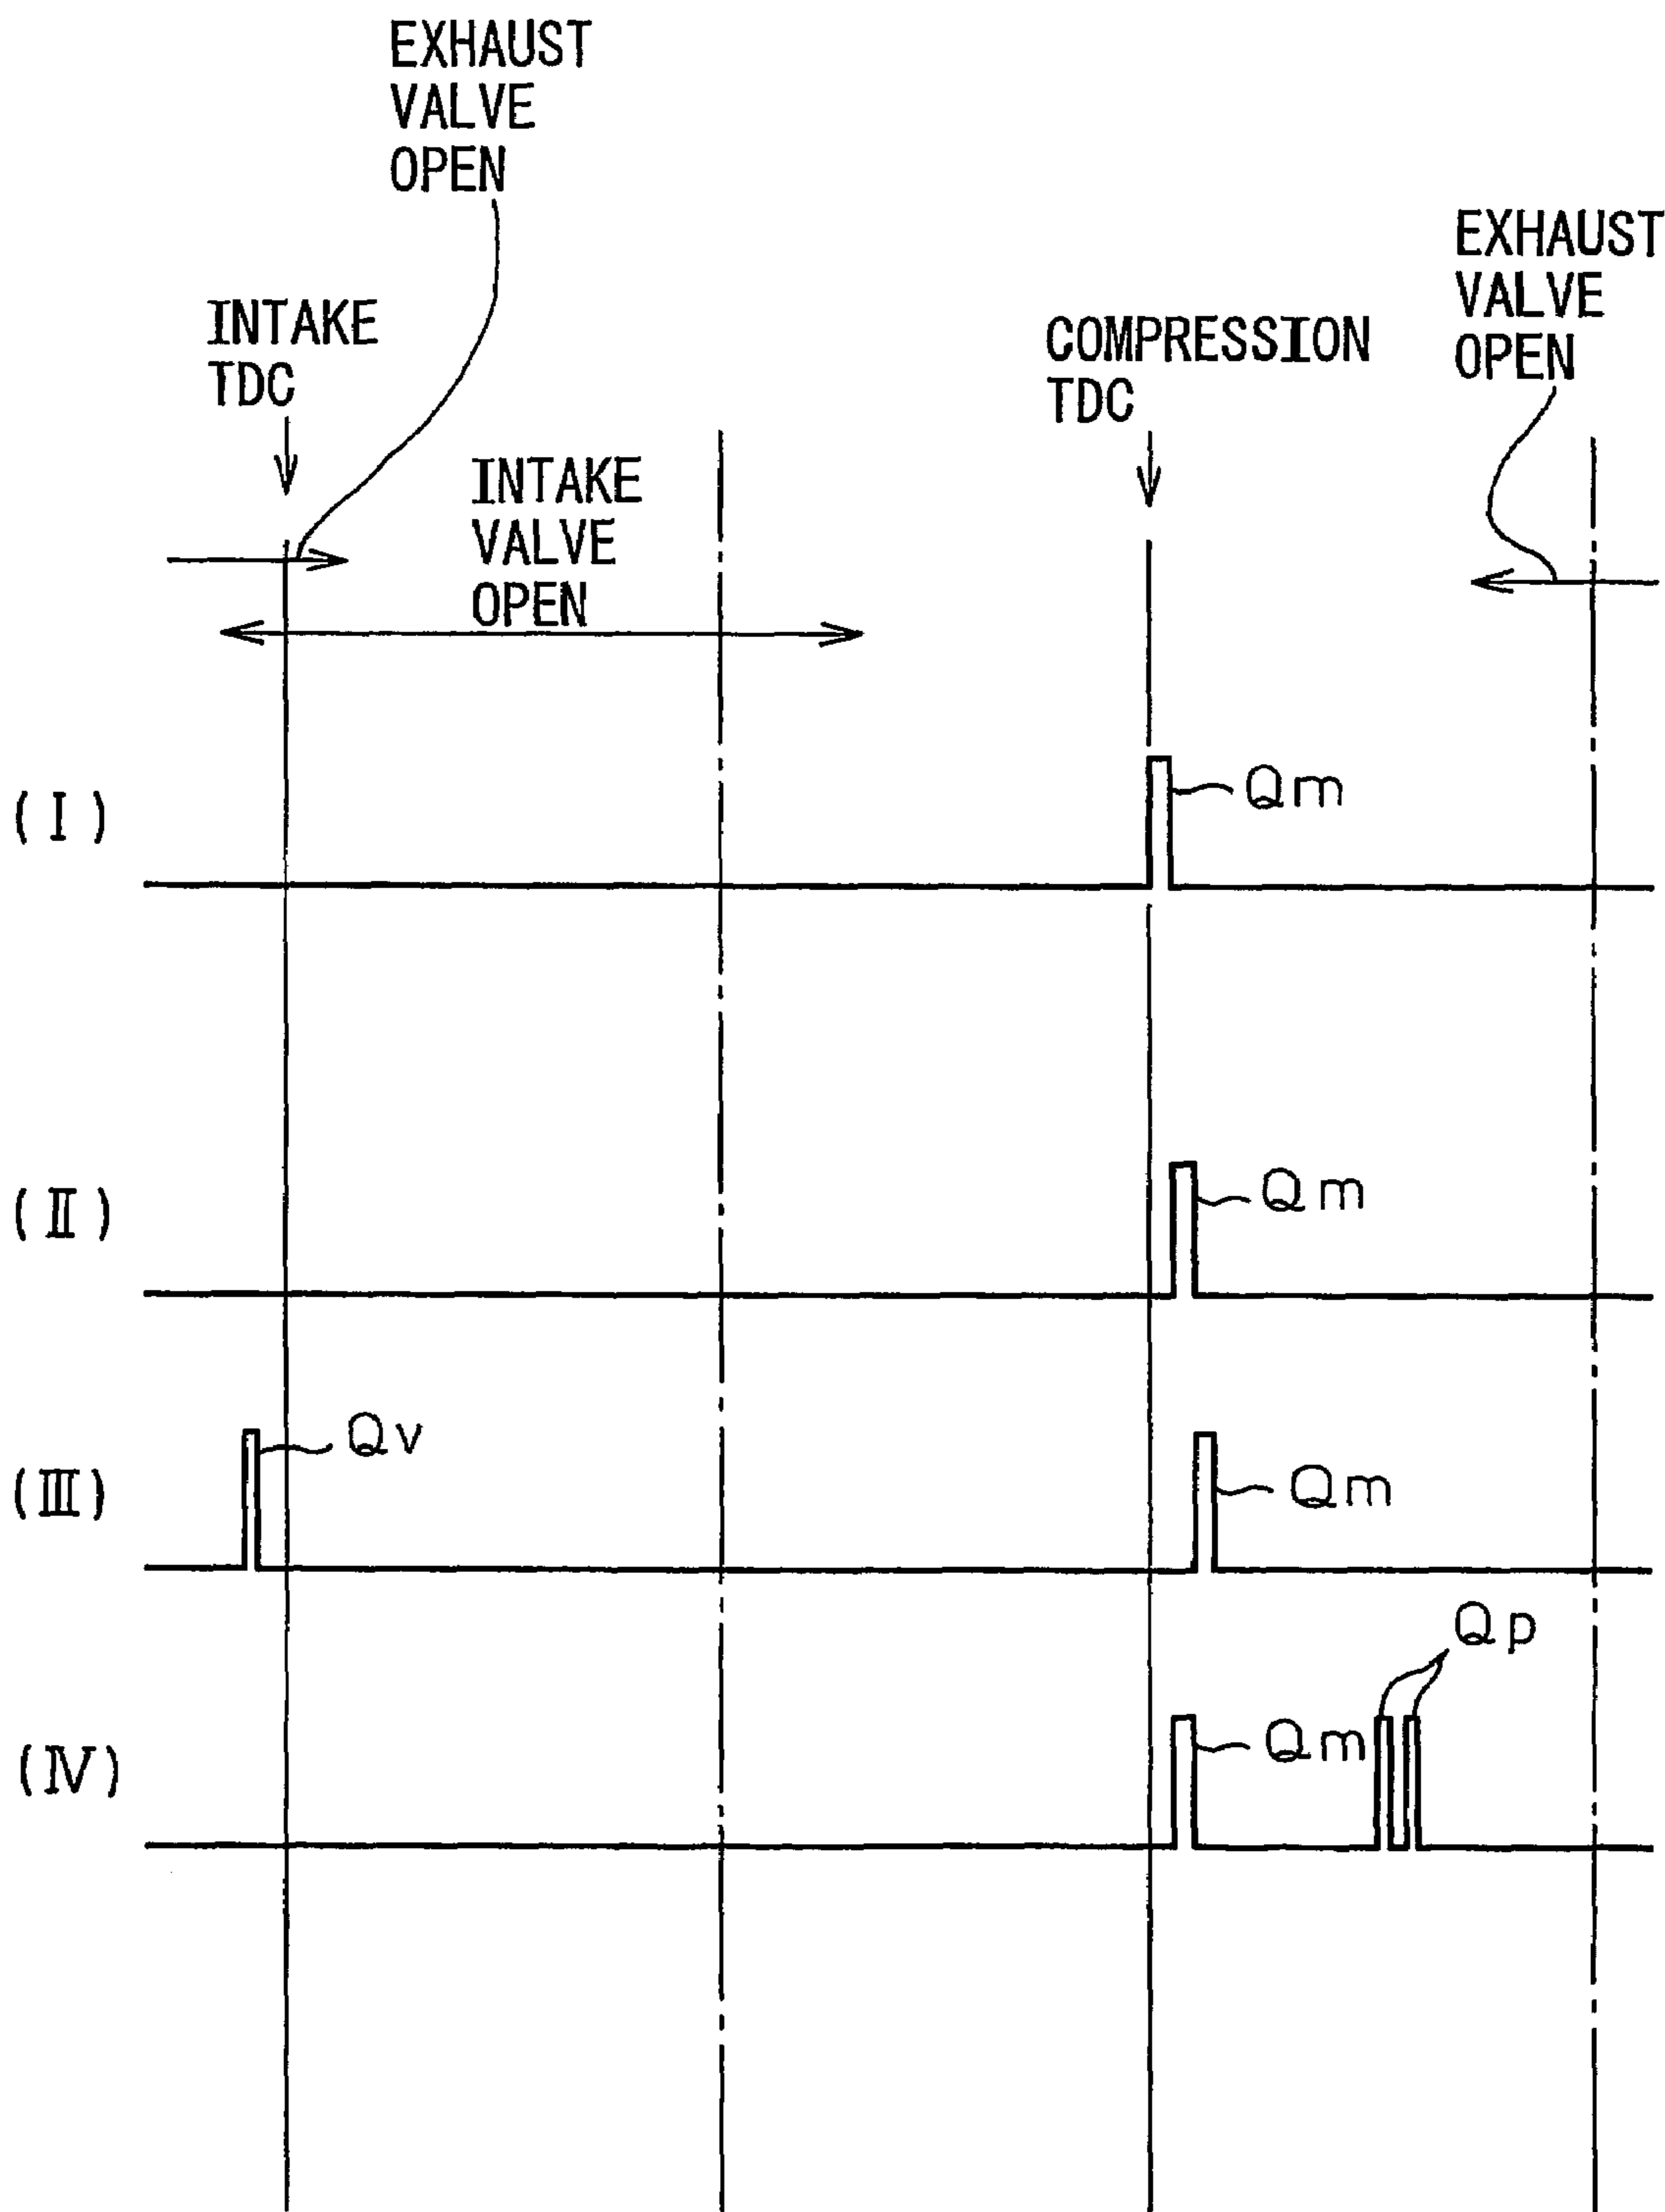 EXHAUST
VALVE
OPEN
EXHAUST
VALVE
OPEN
INTAKE
TDC
COMPRESSION
TDC
INTAKE
VALVE
OPEN
(I)
Qm
(II)
Qm
(III)
Qv
Qm
(IV)
Qm
Qp